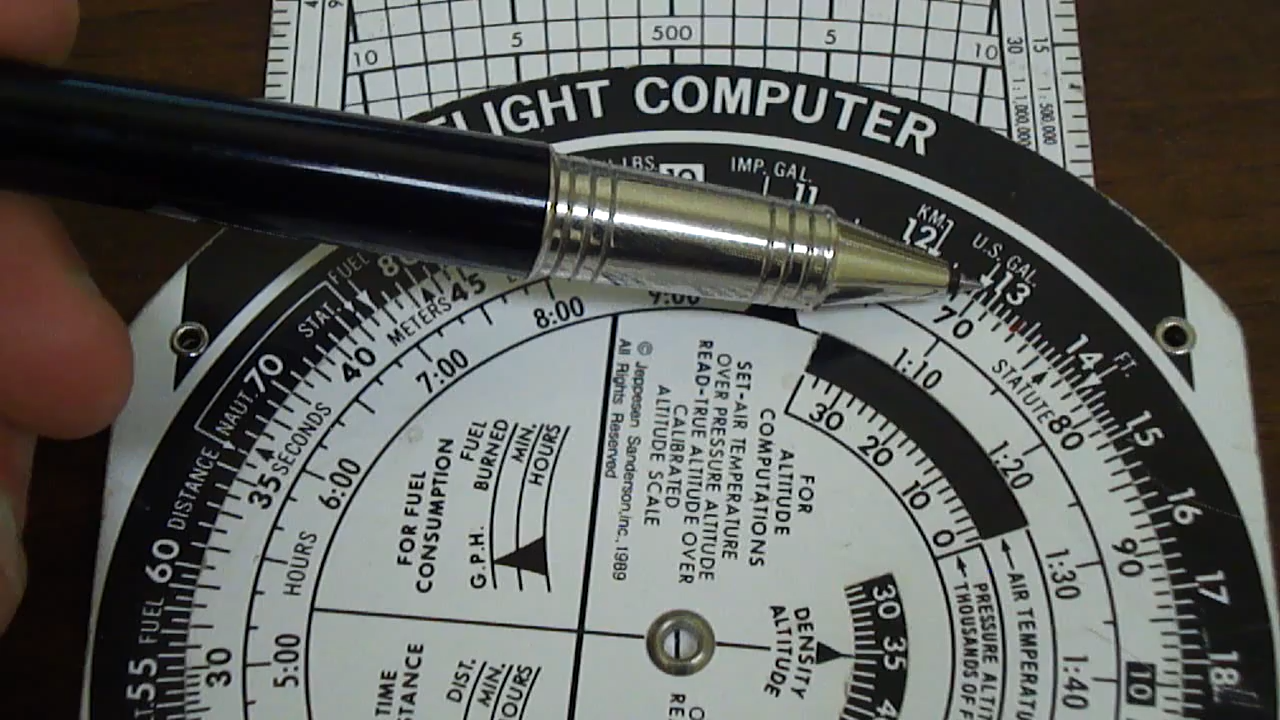 10 5 500 5 10
30 1:1,000,000
15 1:500,000
FLIGHT COMPUTER
LBS.
10
IMP. GAL.
11
KM.
12
U.S. GAL.
13
14
FT.
15
16
17
18
FUEL
STAT.
NAUT. 70
DISTANCE
60
FUEL
55
METERS
45
40
SECONDS
35
30
HOURS
5:00
6:00
7:00
8:00
9:00
70
STATUTE
80
90
10
1:10
1:20
1:30
1:40
© Jeppesen Sanderson, Inc., 1989
All Rights Reserved
FOR
ALTITUDE
COMPUTATIONS
SET-AIR TEMPERATURE
OVER PRESSURE ALTITUDE
READ-TRUE ALTITUDE OVER
CALIBRATED
ALTITUDE SCALE
30 20 10 0
AIR TEMPERATU
PRESSURE ALTIT
THOUSANDS OF F
FOR FUEL
CONSUMPTION
FUEL
BURNED
MIN.
HOURS
G.P.H.
DENSITY
ALTITUDE
30
35
TIME
STANCE
DIST.
MIN.
OURS